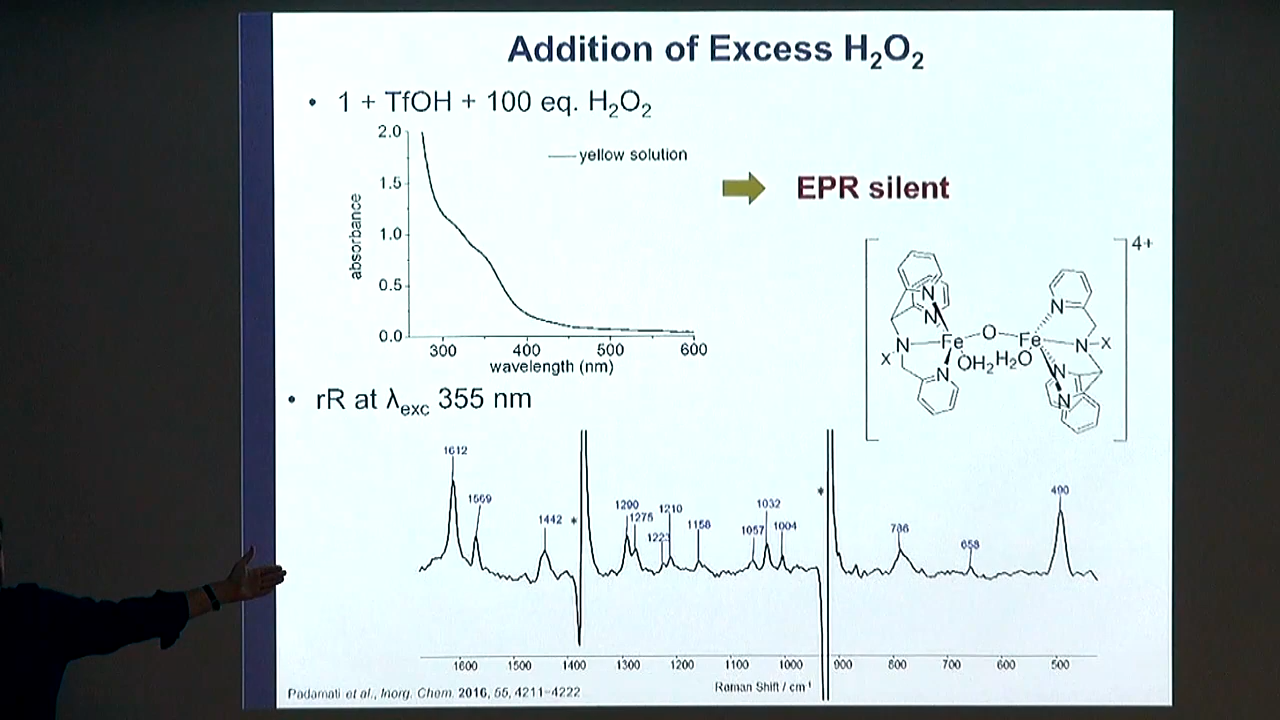 Addition of Excess H₂O₂
• 1 + TfOH + 100 eq. H₂O₂
2.0
1.5
1.0
0.5
0.0
absorbance
yellow solution
300 400 500 600
wavelength (nm)
EPR silent
4+
N
N
N
N
X
Fe
O
Fe
OH₂
H₂O
N
N
X
N
N
• rR at λexc 355 nm
1612
1569
1442
*
1290
1275
1223
1210
1158
1057
1032
1004
*
786
658
490
1600 1500 1400 1300 1200 1100 1000 900 800 700 600 500
Raman Shift / cm⁻¹
Padamati et al., Inorg. Chem. 2016, 55, 4211–4222